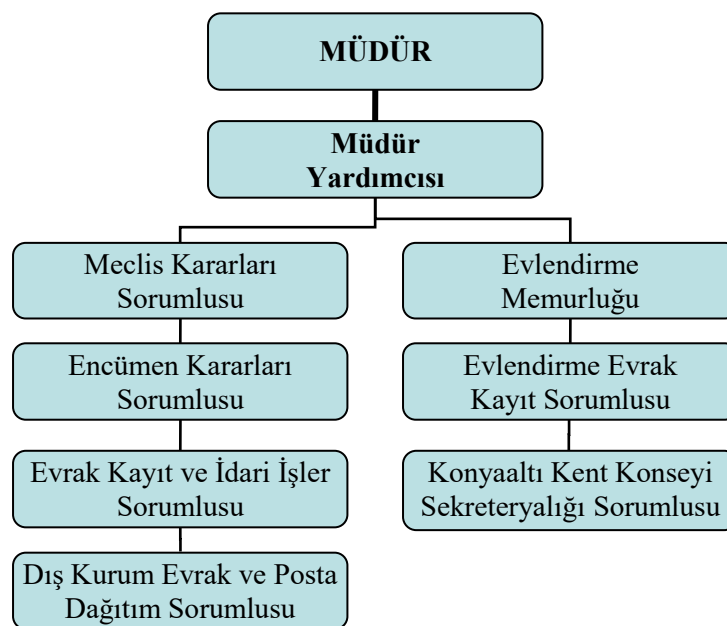 MÜDÜR
Müdür
Yardımcısı
Meclis Kararları
Sorumlusu
Encümen Kararları
Sorumlusu
Evrak Kayıt ve İdari İşler
Sorumlusu
Dış Kurum Evrak ve Posta
Dağıtım Sorumlusu
Evlendirme
Memurluğu
Evlendirme Evrak
Kayıt Sorumlusu
Konyaaltı Kent Konseyi
Sekreteryalığı Sorumlusu